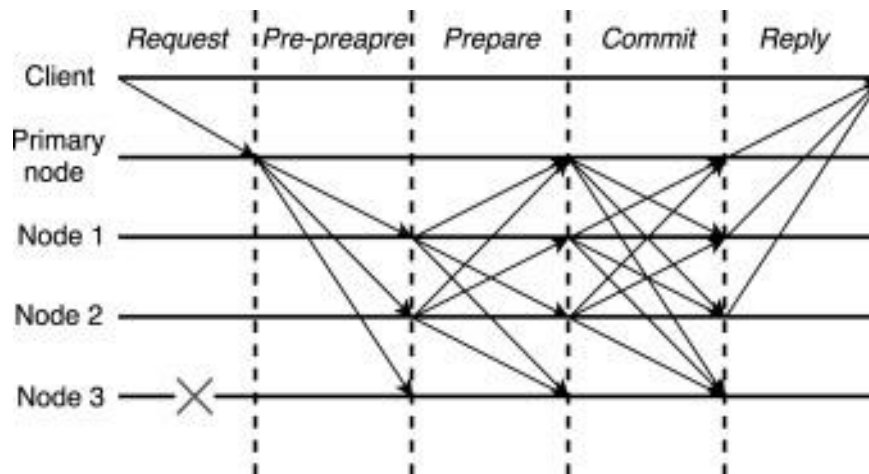 Request Pre-preapre Prepare Commit Reply
Client
Primary
node
Node 1
Node 2
Node 3